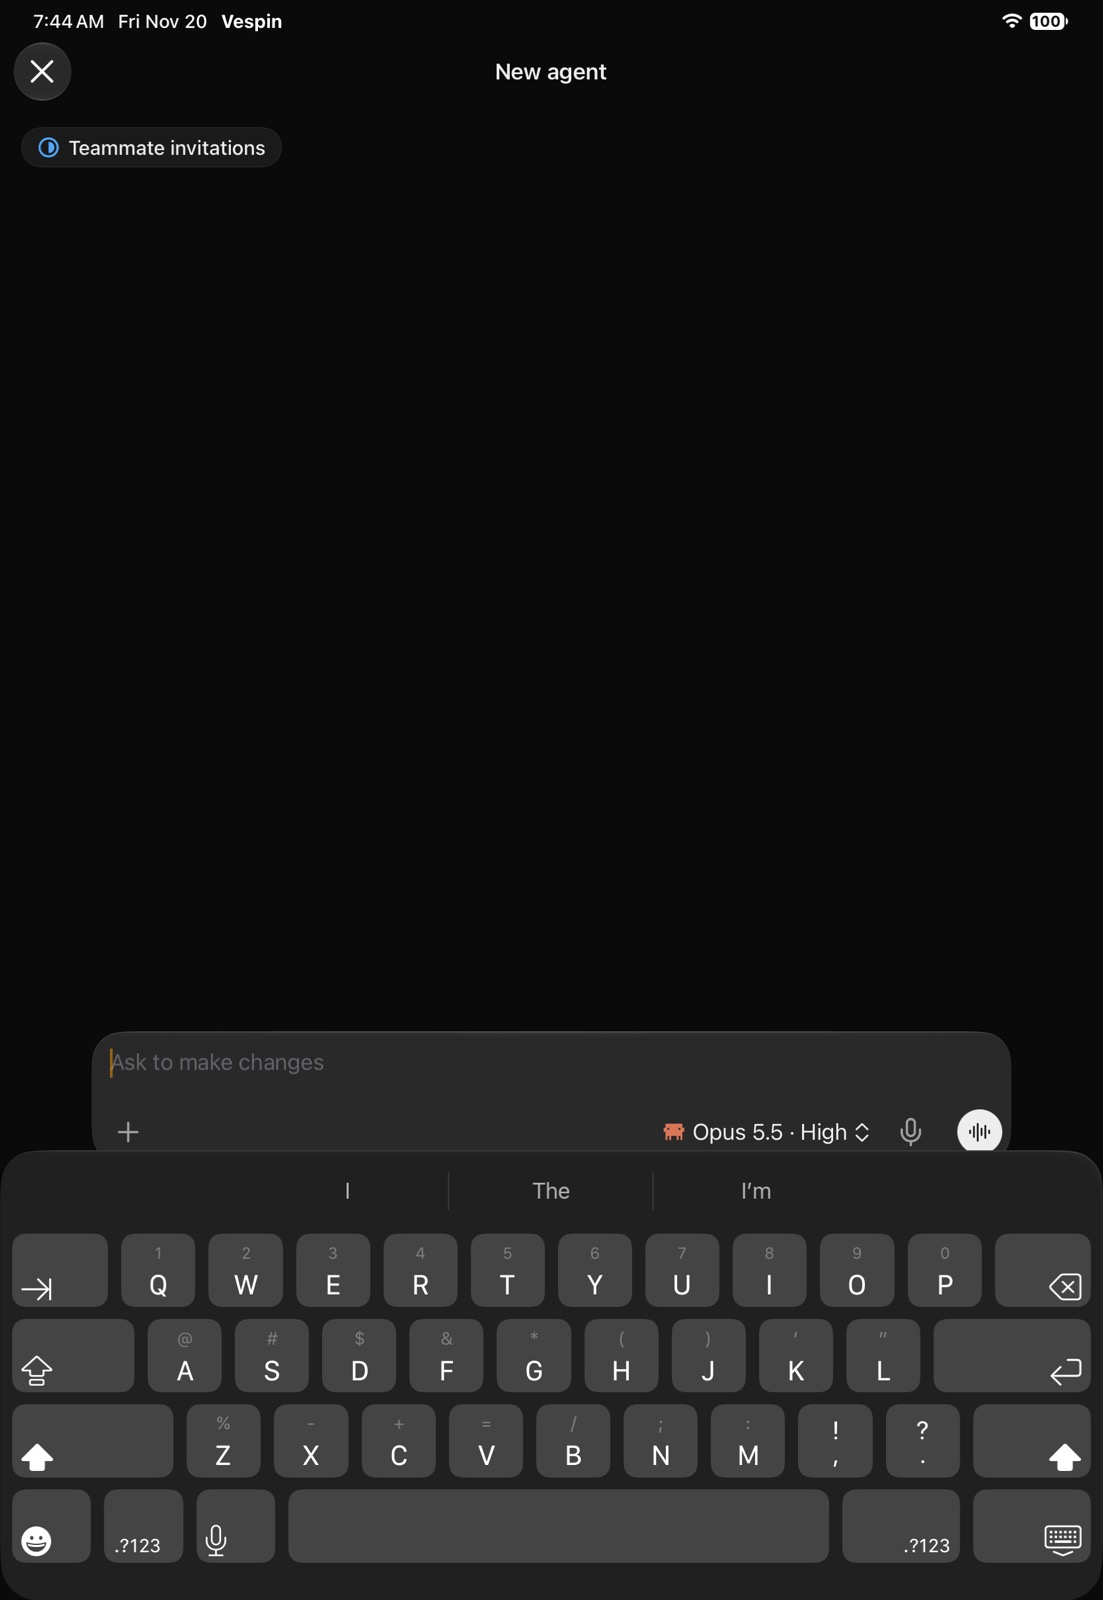 7:44 AM Fri Nov 20 Vespin
100
New agent
Teammate invitations
Ask to make changes
Opus 5.5 · High
I The I'm
1 2 3 4 5 6 7 8 9 0
Q W E R T Y U I O P
@ # $ & * ( ) ' "
A S D F G H J K L
% - + = / ; : ! ?
Z X C V B N M , .
.?123 .?123